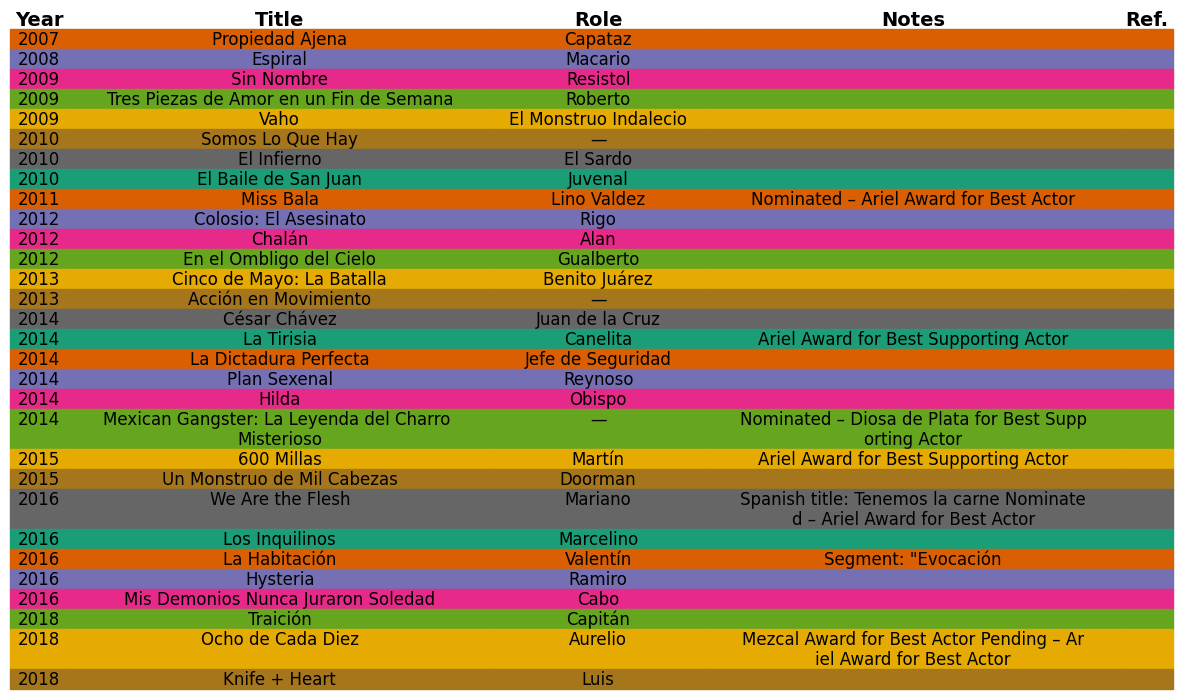 Year Title Role Notes Ref.
2007 Propiedad Ajena Capataz
2008 Espiral Macario
2009 Sin Nombre Resistol
2009 Tres Piezas de Amor en un Fin de Semana Roberto
2009 Vaho El Monstruo Indalecio
2010 Somos Lo Que Hay —
2010 El Infierno El Sardo
2010 El Baile de San Juan Juvenal
2011 Miss Bala Lino Valdez Nominated – Ariel Award for Best Actor
2012 Colosio: El Asesinato Rigo
2012 Chalán Alan
2012 En el Ombligo del Cielo Gualberto
2013 Cinco de Mayo: La Batalla Benito Juárez
2013 Acción en Movimiento —
2014 César Chávez Juan de la Cruz
2014 La Tirisia Canelita Ariel Award for Best Supporting Actor
2014 La Dictadura Perfecta Jefe de Seguridad
2014 Plan Sexenal Reynoso
2014 Hilda Obispo
2014 Mexican Gangster: La Leyenda del Charro — Nominated – Diosa de Plata for Best Supp
Misterioso orting Actor
2015 600 Millas Martín Ariel Award for Best Supporting Actor
2015 Un Monstruo de Mil Cabezas Doorman
2016 We Are the Flesh Mariano Spanish title: Tenemos la carne Nominate
d – Ariel Award for Best Actor
2016 Los Inquilinos Marcelino
2016 La Habitación Valentín Segment: "Evocación
2016 Hysteria Ramiro
2016 Mis Demonios Nunca Juraron Soledad Cabo
2018 Traición Capitán
2018 Ocho de Cada Diez Aurelio Mezcal Award for Best Actor Pending – Ar
iel Award for Best Actor
2018 Knife + Heart Luis